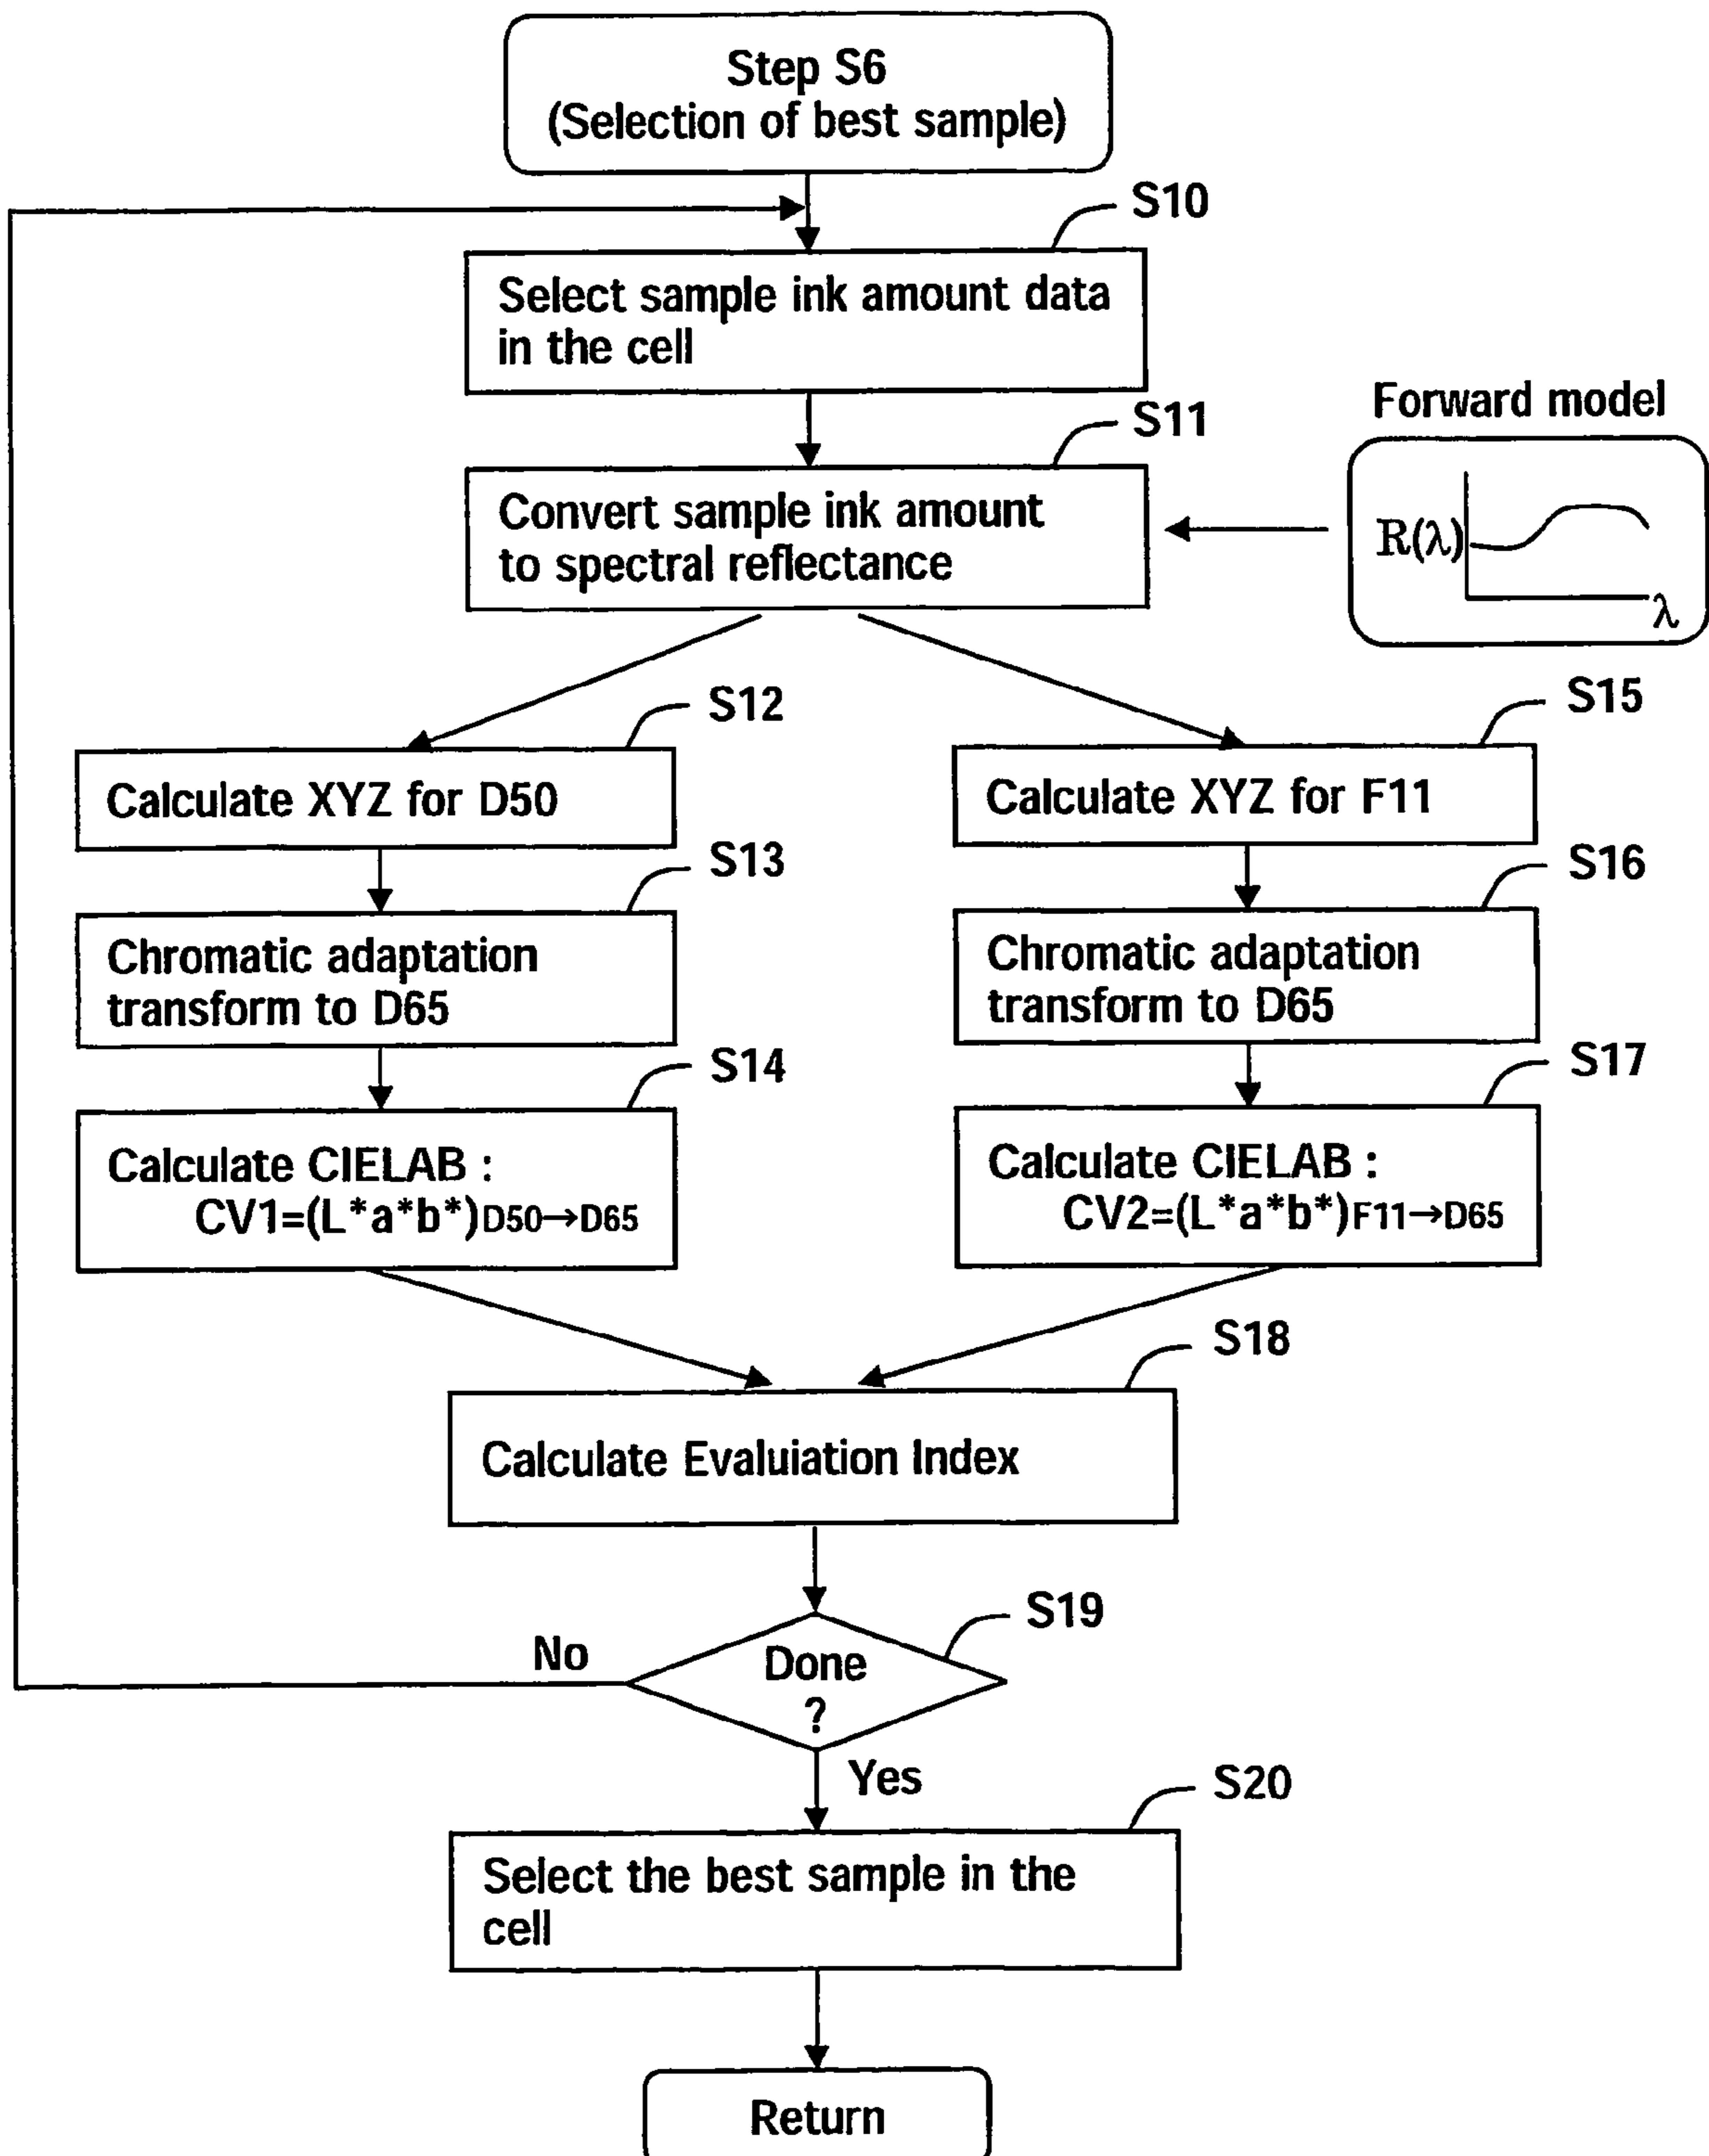 Step S6
(Selection of best sample)
S10
Select sample ink amount data
in the cell
S11
Forward model
Convert sample ink amount
to spectral reflectance
R(λ)
λ
S12
S15
Calculate XYZ for D50
Calculate XYZ for F11
S13
S16
Chromatic adaptation
transform to D65
Chromatic adaptation
transform to D65
S14
S17
Calculate CIELAB :
CV1=(L*a*b*)D50→D65
Calculate CIELAB :
CV2=(L*a*b*)F11→D65
S18
Calculate Evaluiation Index
S19
No
Done
?
Yes
S20
Select the best sample in the
cell
Return